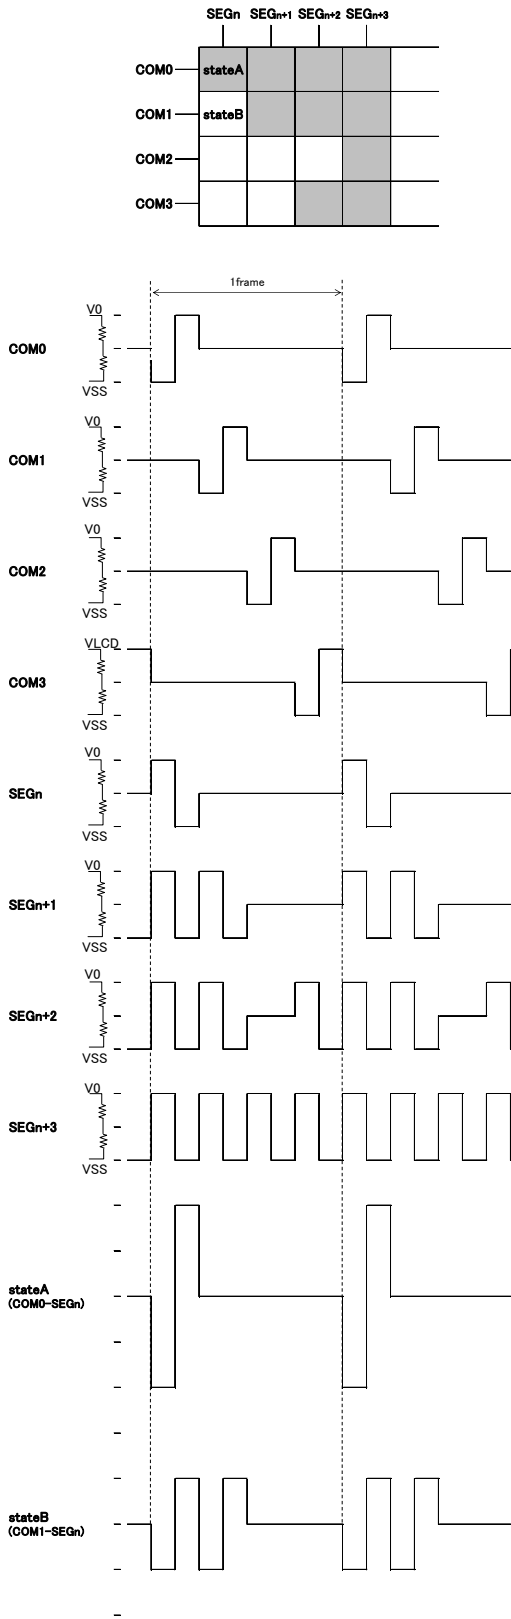 SEGn SEGn+1 SEGn+2 SEGn+3
COM0 stateA
COM1 stateB
COM2
COM3
1frame
V0
COM0
VSS
V0
COM1
VSS
V0
COM2
VSS
VLCD
COM3
VSS
V0
SEGn
VSS
V0
SEGn+1
VSS
V0
SEGn+2
VSS
V0
SEGn+3
VSS
stateA
(COM0-SEGn)
stateB
(COM1-SEGn)